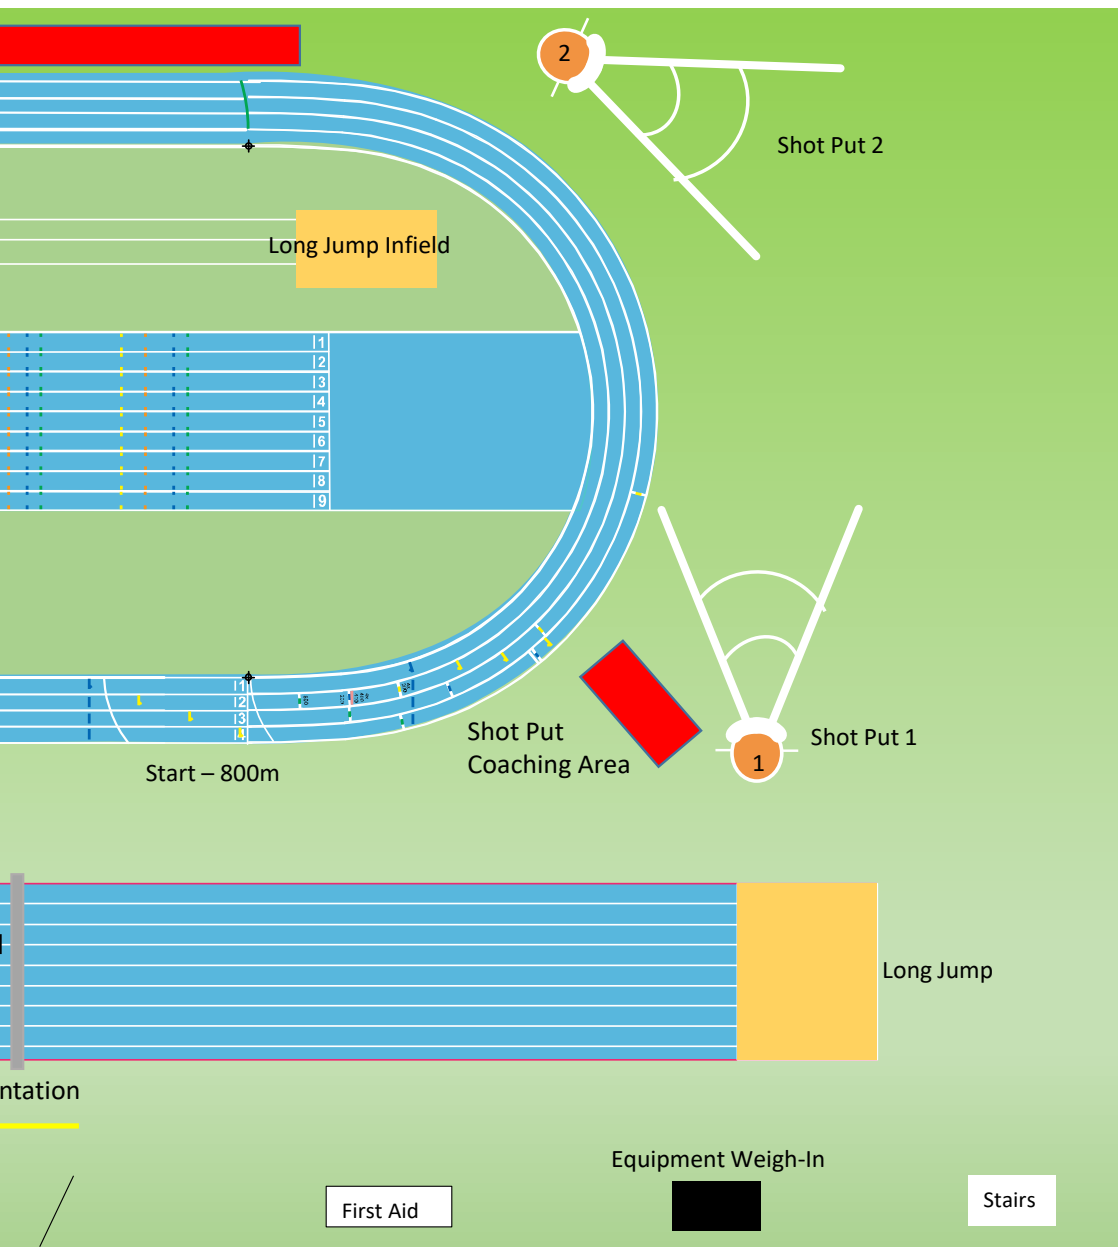 2
Shot Put 2
Long Jump Infield
1
2
3
4
5
6
7
8
9
1
2
3
4
Shot Put
Coaching Area
Shot Put 1
1
Start – 800m
Long Jump
ntation
Equipment Weigh-In
First Aid
Stairs